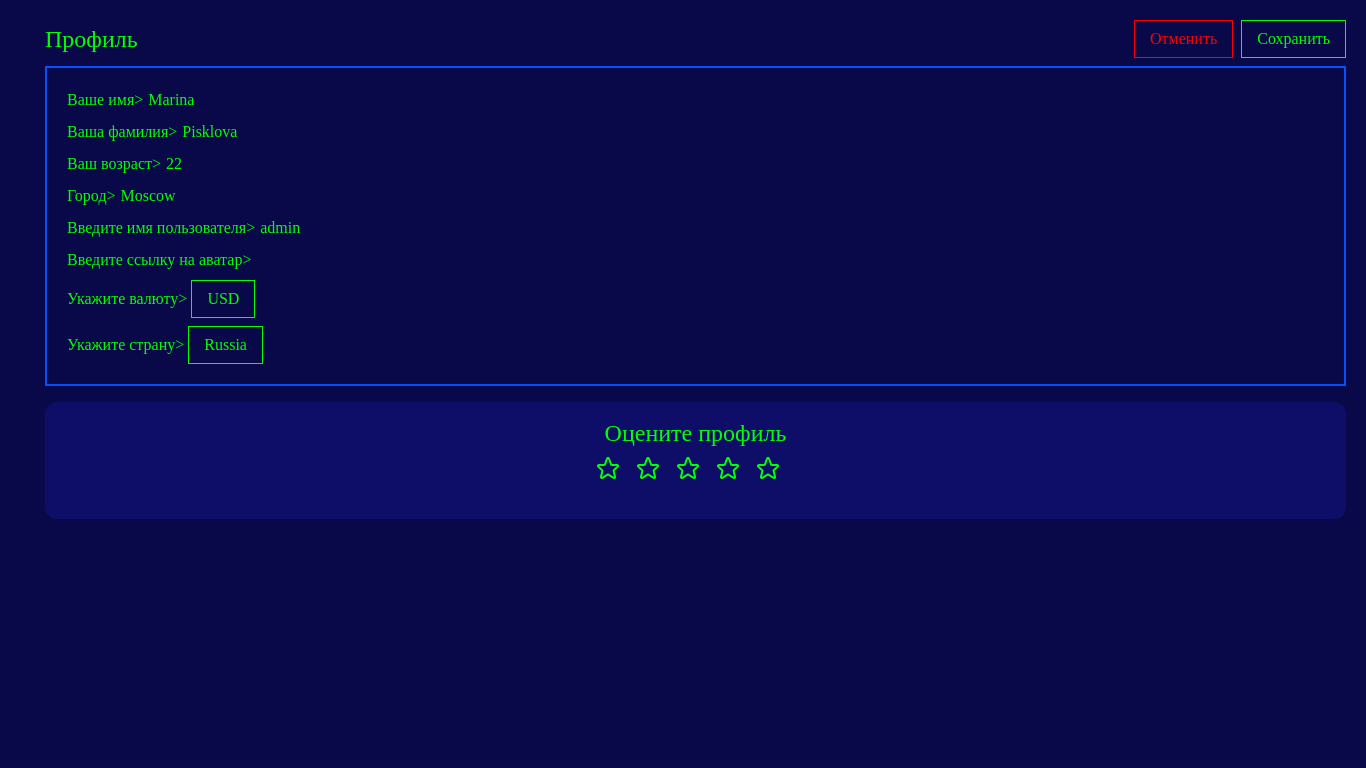 Профиль
Отменить
Сохранить
Ваше имя> Marina
Ваша фамилия> Pisklova
Ваш возраст> 22
Город> Moscow
Введите имя пользователя> admin
Введите ссылку на аватар>
Укажите валюту> USD
Укажите страну> Russia
Оцените профиль